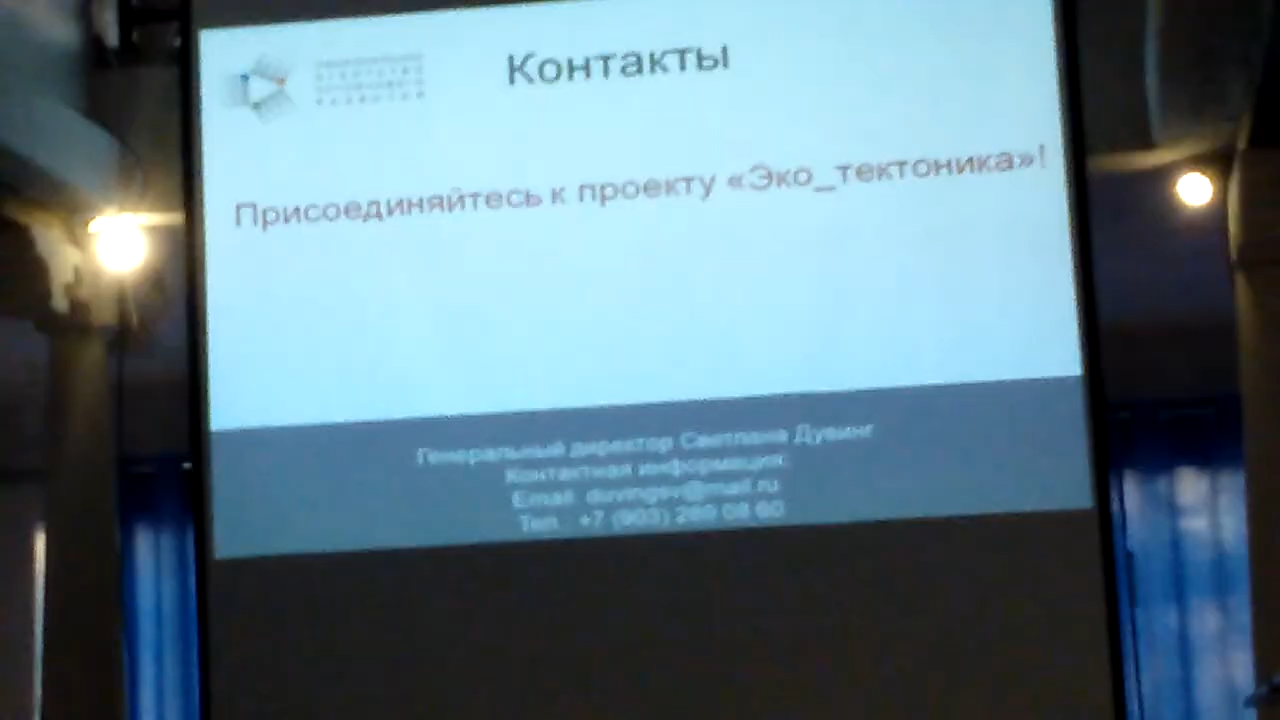 Контакты
Присоединяйтесь к проекту «Эко_тектоника»!
Генеральный директор Светлана Дувинг
Контактная информация:
Email:
Тел.: +7 (903)